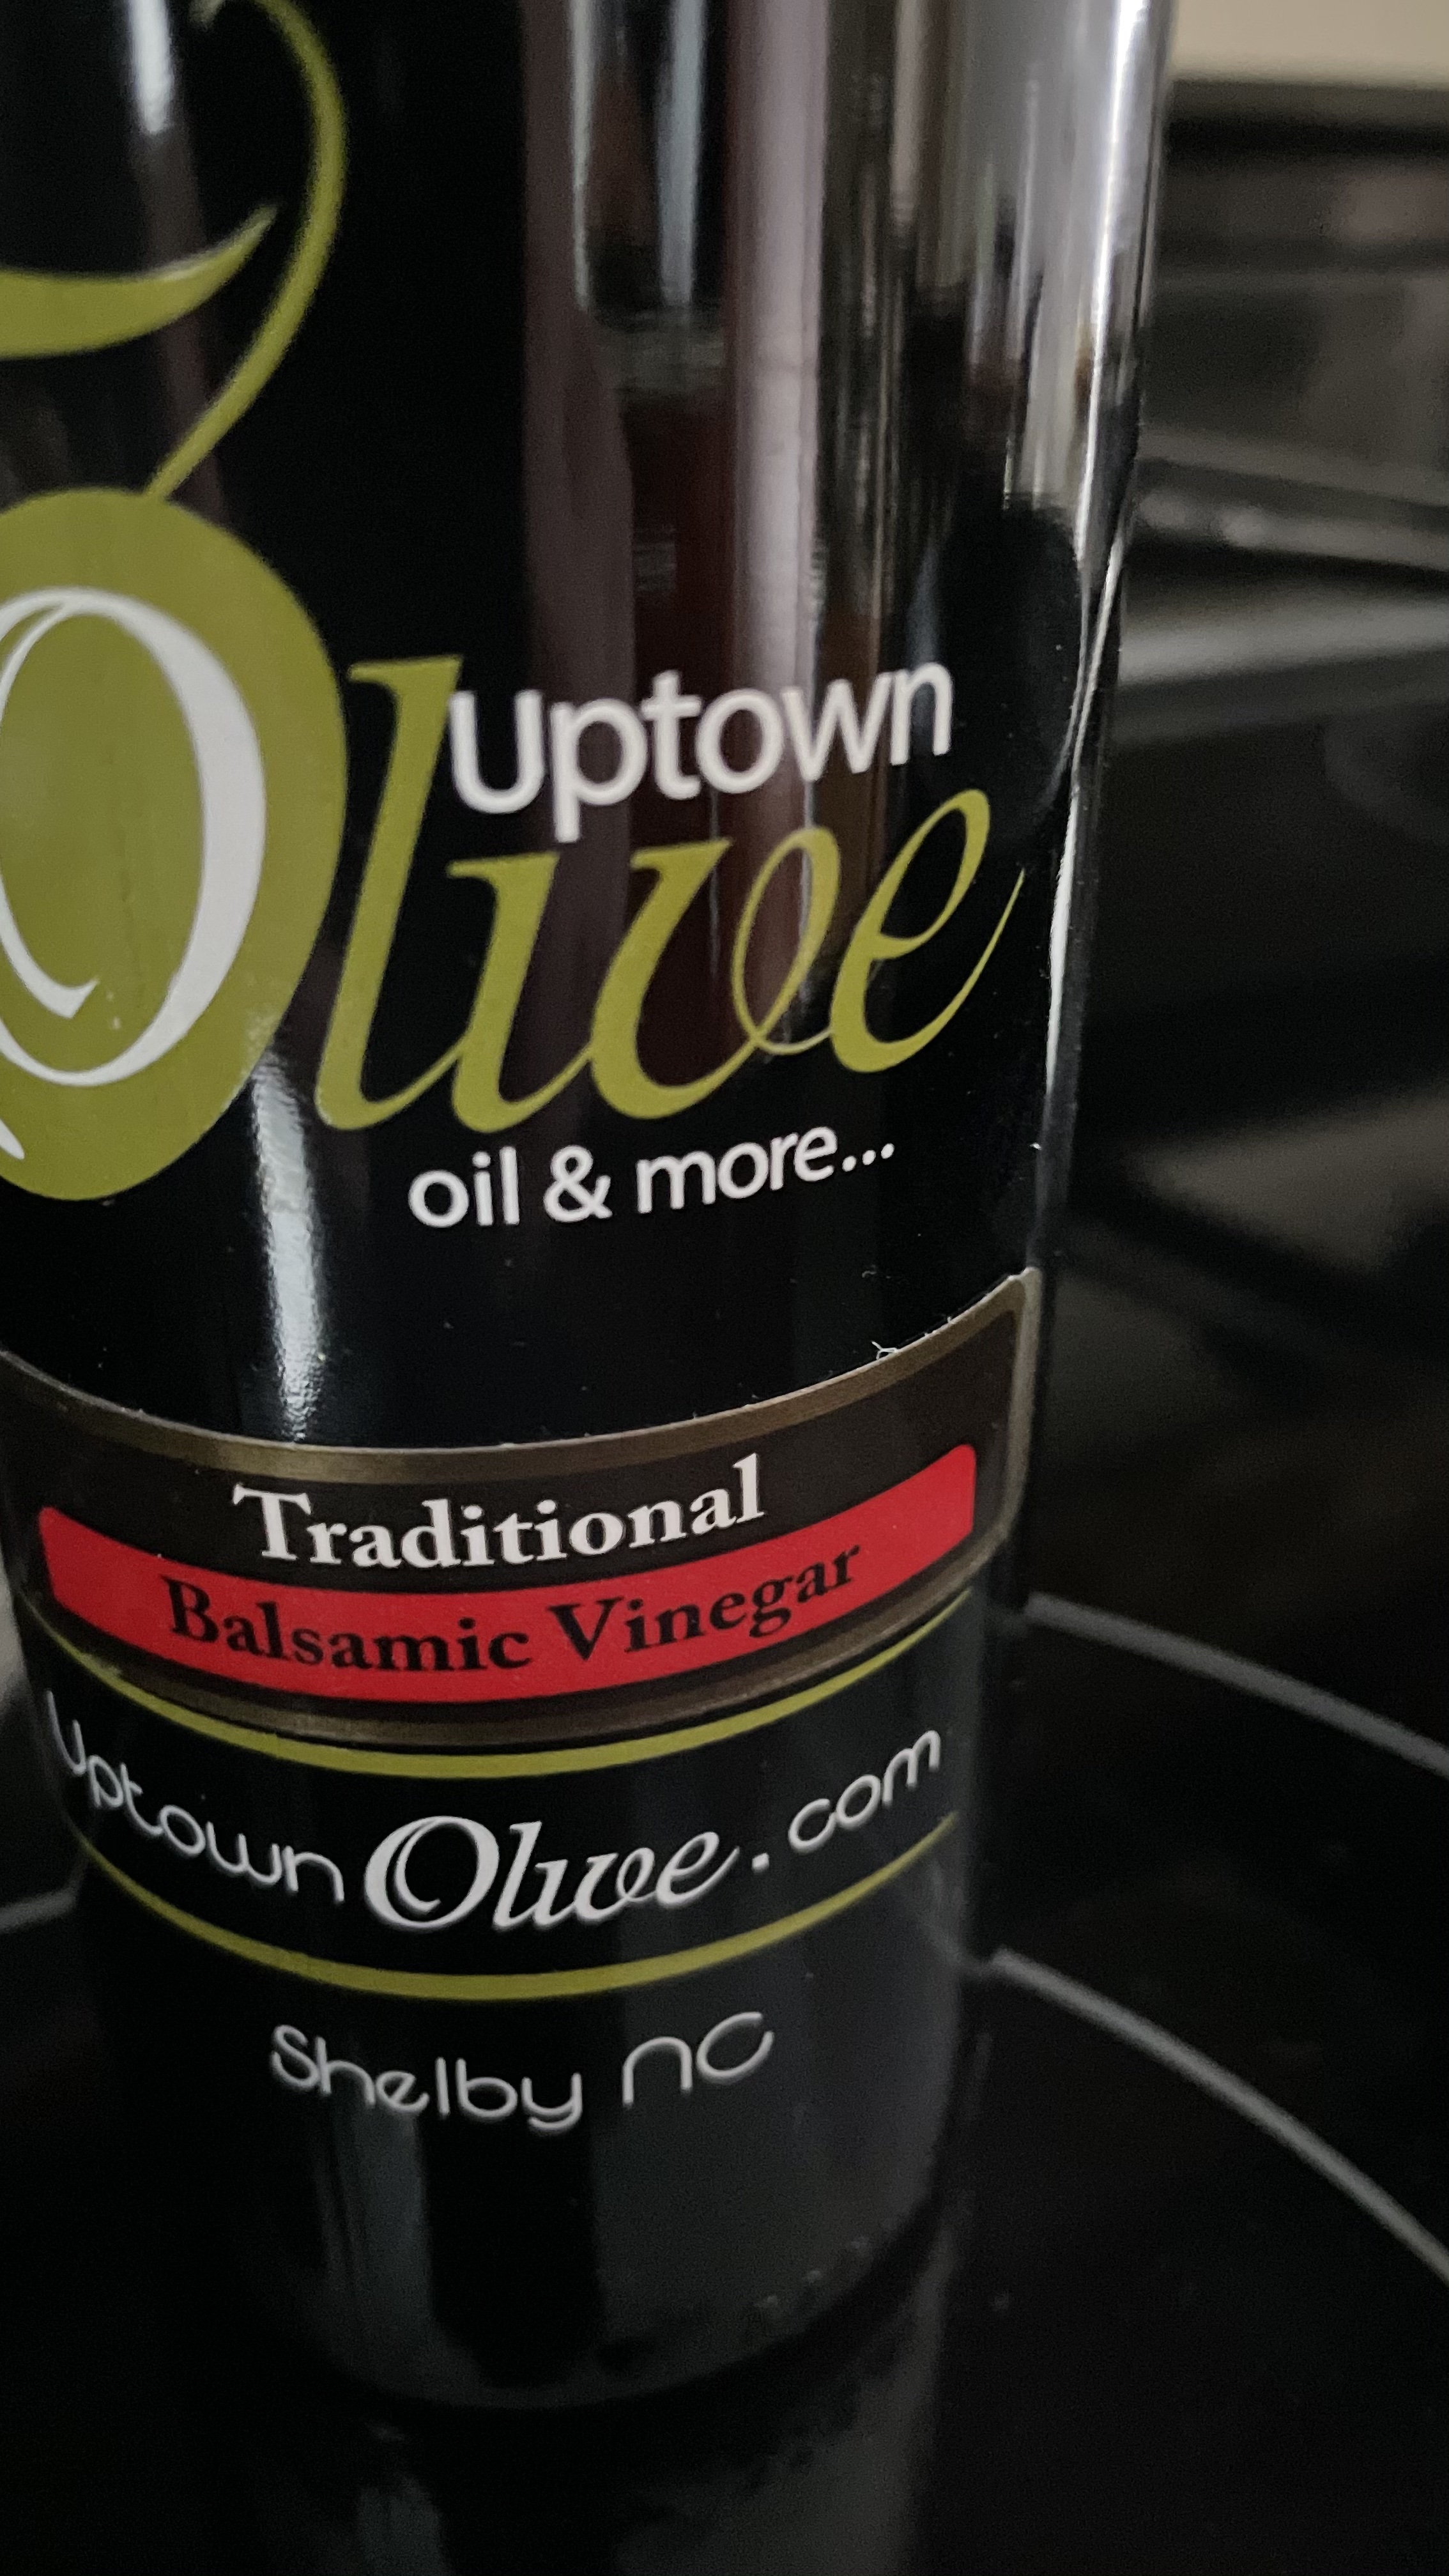 Uptown
Olive
oil & more...
Traditional
Balsamic Vinegar
UptownOlive.com
Shelby NC